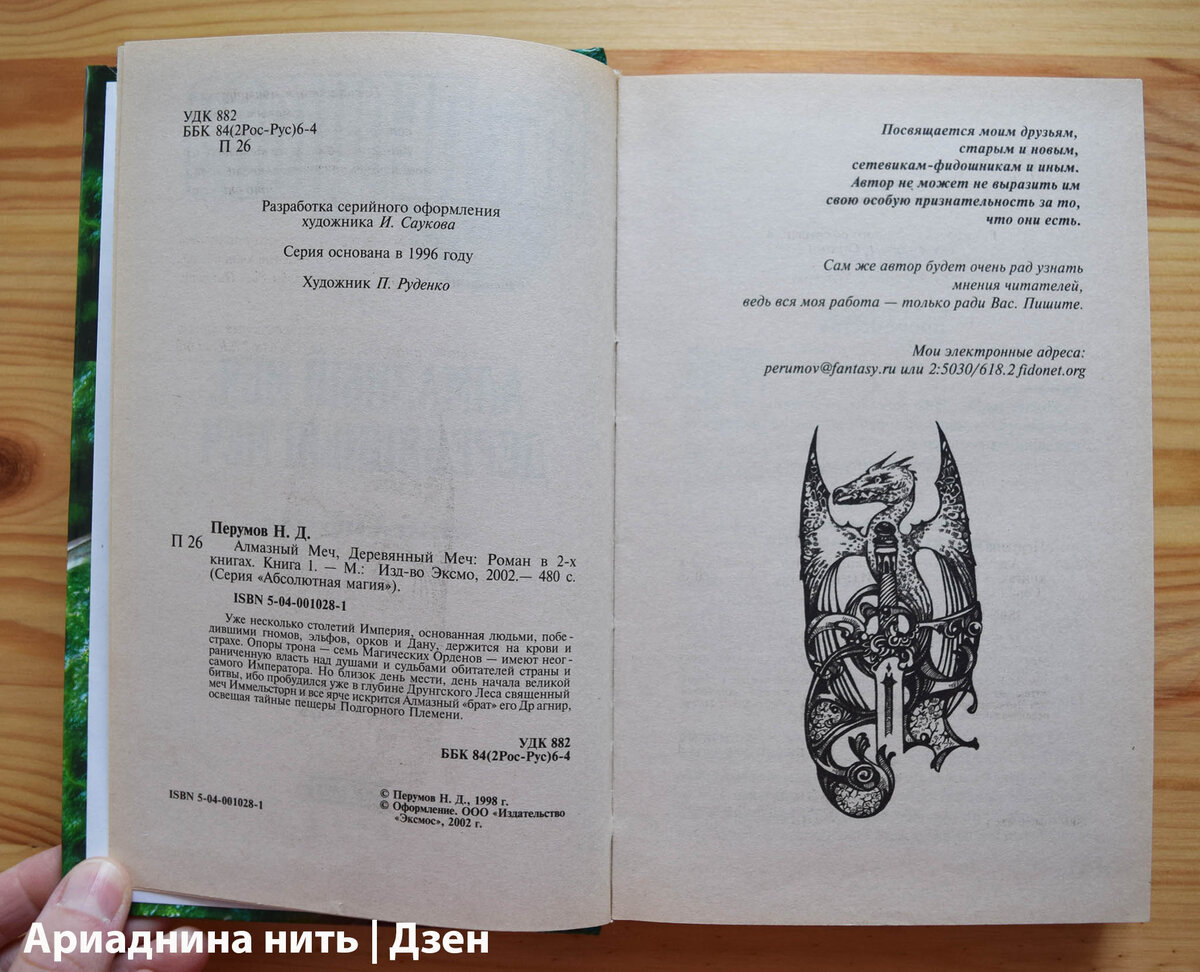 УДК 882
ББК 84(2Рос-Рус)6-4
П 26
Разработка серийного оформления
художника И. Саукова
Серия основана в 1996 году
Художник П. Руденко
Перумов Н. Д.
П 26
Алмазный Меч, Деревянный Меч: Роман в 2-х
книгах. Книга 1. — М.: Изд-во Эксмо, 2002.— 480 с.
(Серия «Абсолютная магия»).
ISBN 5-04-001028-1
Уже несколько столетий Империя, основанная людьми, побе-
дившими гномов, эльфов, орков и Дану, держится на крови и
страхе. Опоры трона — семь Магических Орденов — имеют неог-
раниченную власть над душами и судьбами обитателей страны и
самого Императора. Но близок день мести, день начала великой
битвы, ибо пробудился уже в глубине Друнгского Леса священный
меч Иммельсторн и все ярче искрится Алмазный «брат» его Др агнир,
освещая тайные пещеры Подгорного Племени.
УДК 882
ББК 84(2Рос-Рус)6-4
ISBN 5-04-001028-1
© Перумов Н. Д., 1998 г.
© Оформление. ООО «Издательство
«Эксмос», 2002 г.
Посвящается моим друзьям,
старым и новым,
сетевикам-фидошникам и иным.
Автор не может не выразить им
свою особую признательность за то,
что они есть.
Сам же автор будет очень рад узнать
мнения читателей,
ведь вся моя работа — только ради Вас. Пишите.
Мои электронные адреса:
perumov@fantasy.ru или 2:5030/618.2 fidonet.org
Ариаднина нить | Дзен